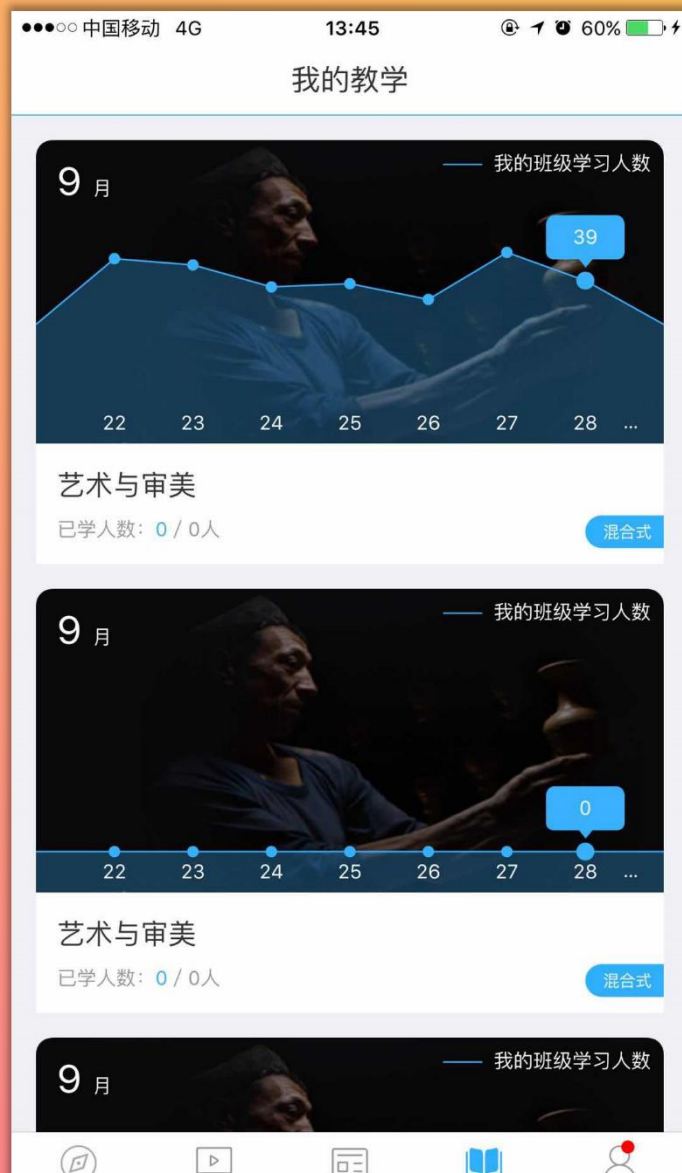 中国移动 4G 13:45 60%
我的教学
9 月 我的班级学习人数
39
22 23 24 25 26 27 28 ...
艺术与审美
已学人数：0 / 0人 混合式
9 月 我的班级学习人数
0
22 23 24 25 26 27 28 ...
艺术与审美
已学人数：0 / 0人 混合式
9 月 我的班级学习人数